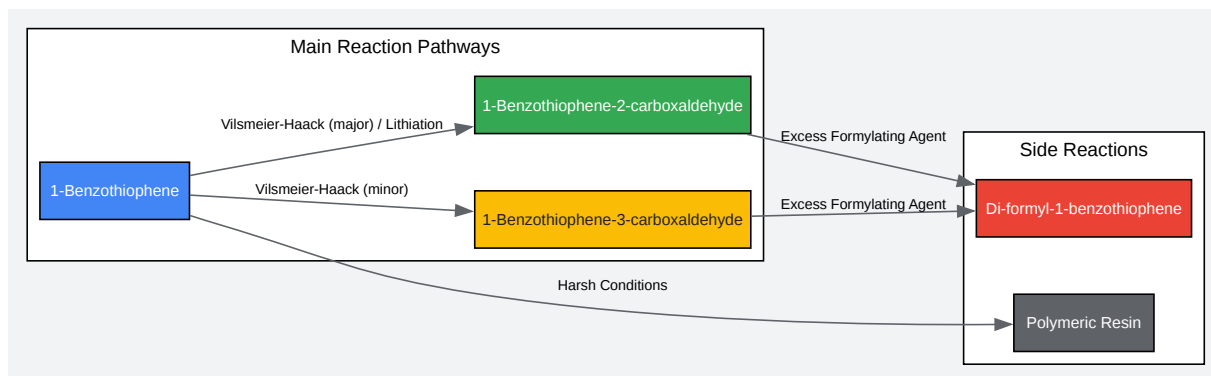 Main Reaction Pathways
1-Benzothiophene-2-carboxaldehyde
Vilsmeier-Haack (major) / Lithiation
Excess Formylating Agent
Side Reactions
1-Benzothiophene
Vilsmeier-Haack (minor)
1-Benzothiophene-3-carboxaldehyde
Excess Formylating Agent
Di-formyl-1-benzothiophene
Harsh Conditions
Polymeric Resin